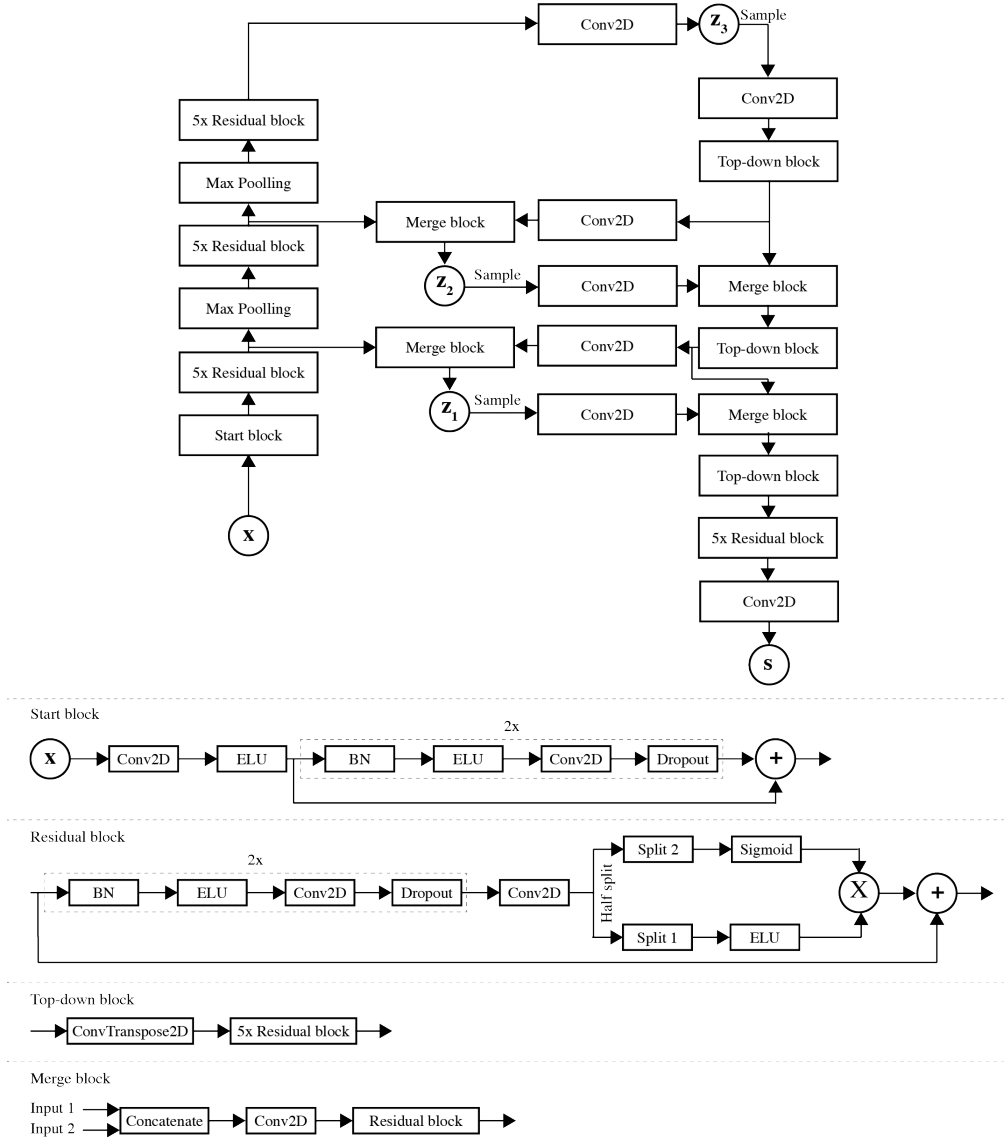 Conv2D
z3
Sample
Conv2D
5x Residual block
Top-down block
Max Poolling
Merge block
Conv2D
5x Residual block
z2
Sample
Conv2D
Merge block
Max Poolling
Merge block
Conv2D
Top-down block
5x Residual block
z1
Sample
Conv2D
Merge block
Start block
Top-down block
x
5x Residual block
Conv2D
s
Start block
2x
x
Conv2D
ELU
BN
ELU
Conv2D
Dropout
+
Residual block
2x
BN
ELU
Conv2D
Dropout
Conv2D
Half split
Split 2
Sigmoid
Split 1
ELU
X
+
Top-down block
ConvTranspose2D
5x Residual block
Merge block
Input 1
Input 2
Concatenate
Conv2D
Residual block